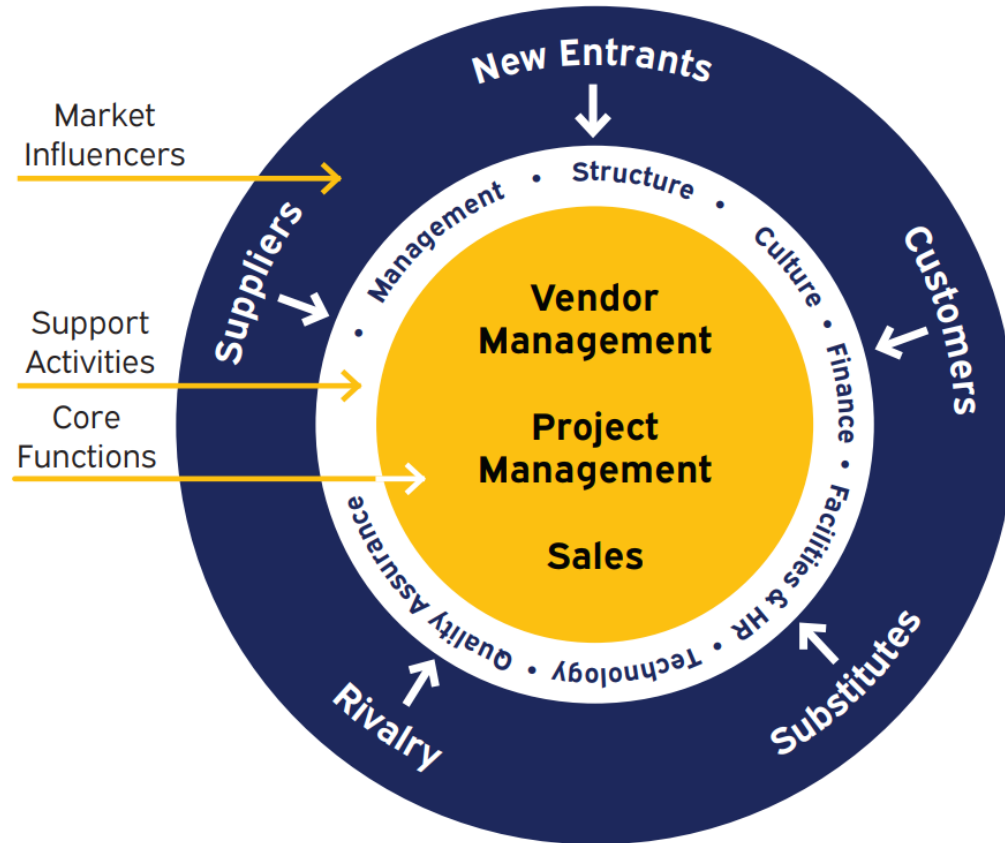 Market
Influencers
Support
Activities
Core
Functions
New Entrants
Customers
Substitutes
Rivalry
Suppliers
• Management • Structure • Culture • Finance • Facilities & HR • Technology • Quality Assurance
Vendor
Management
Project
Management
Sales